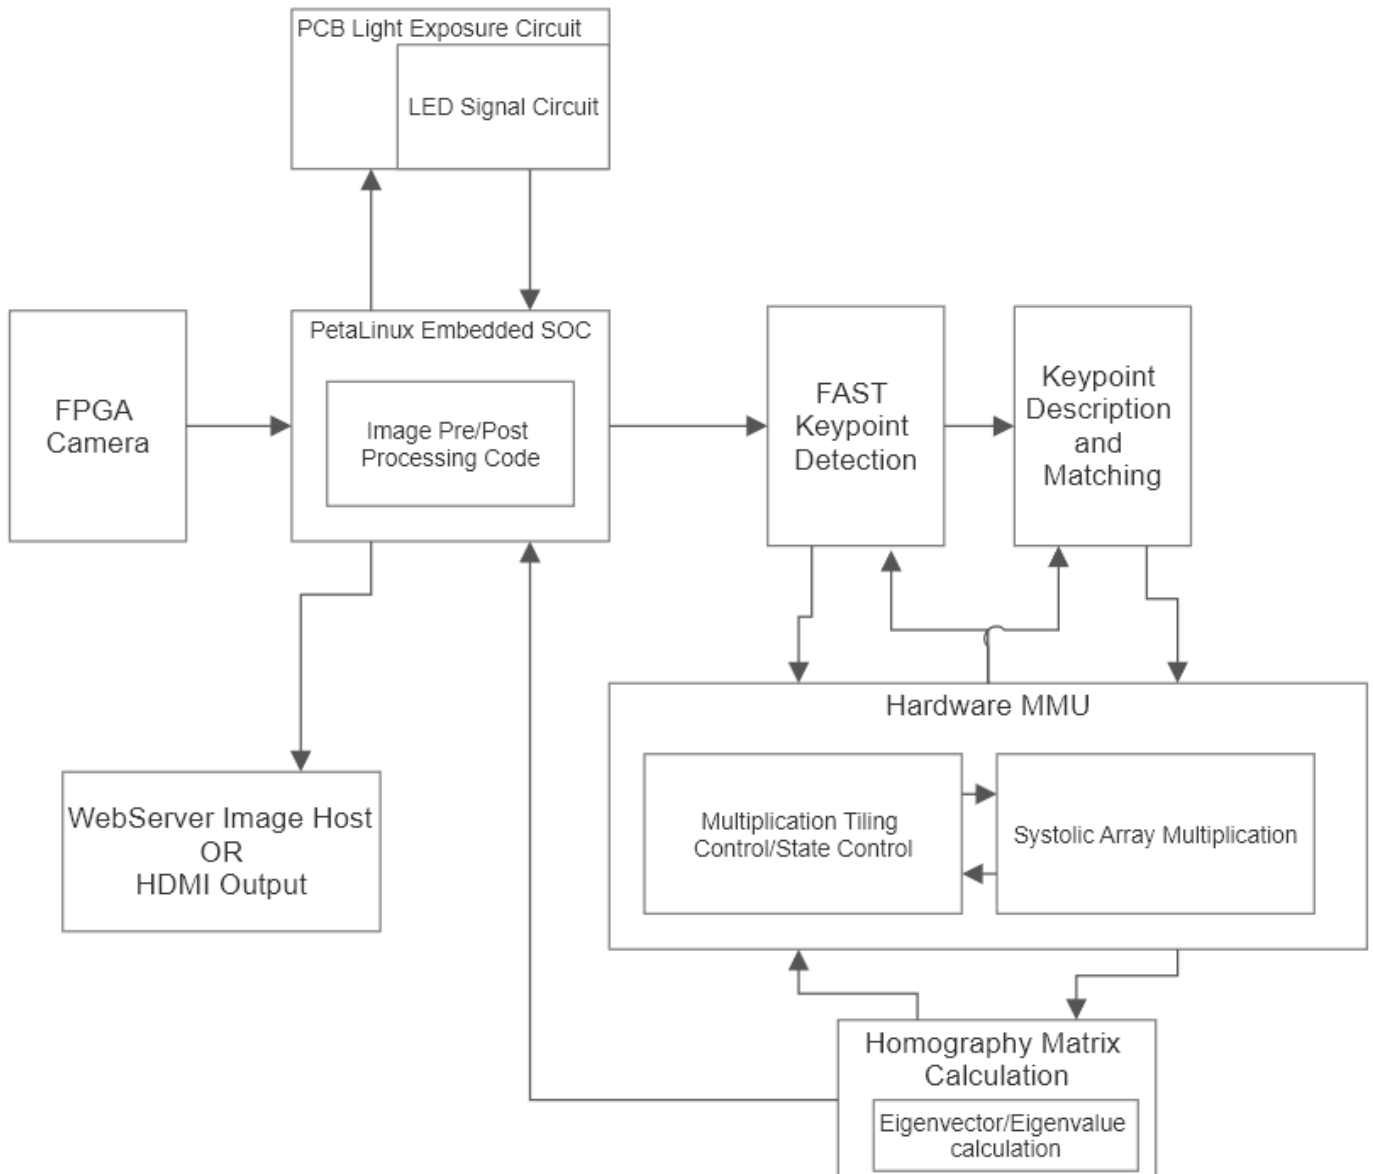 PCB Light Exposure Circuit
LED Signal Circuit
FPGA
Camera
PetaLinux Embedded SOC
Image Pre/Post
Processing Code
FAST
Keypoint
Detection
Keypoint
Description
and
Matching
WebServer Image Host
OR
HDMI Output
Hardware MMU
Multiplication Tiling
Control/State Control
Systolic Array Multiplication
Homography Matrix
Calculation
Eigenvector/Eigenvalue
calculation